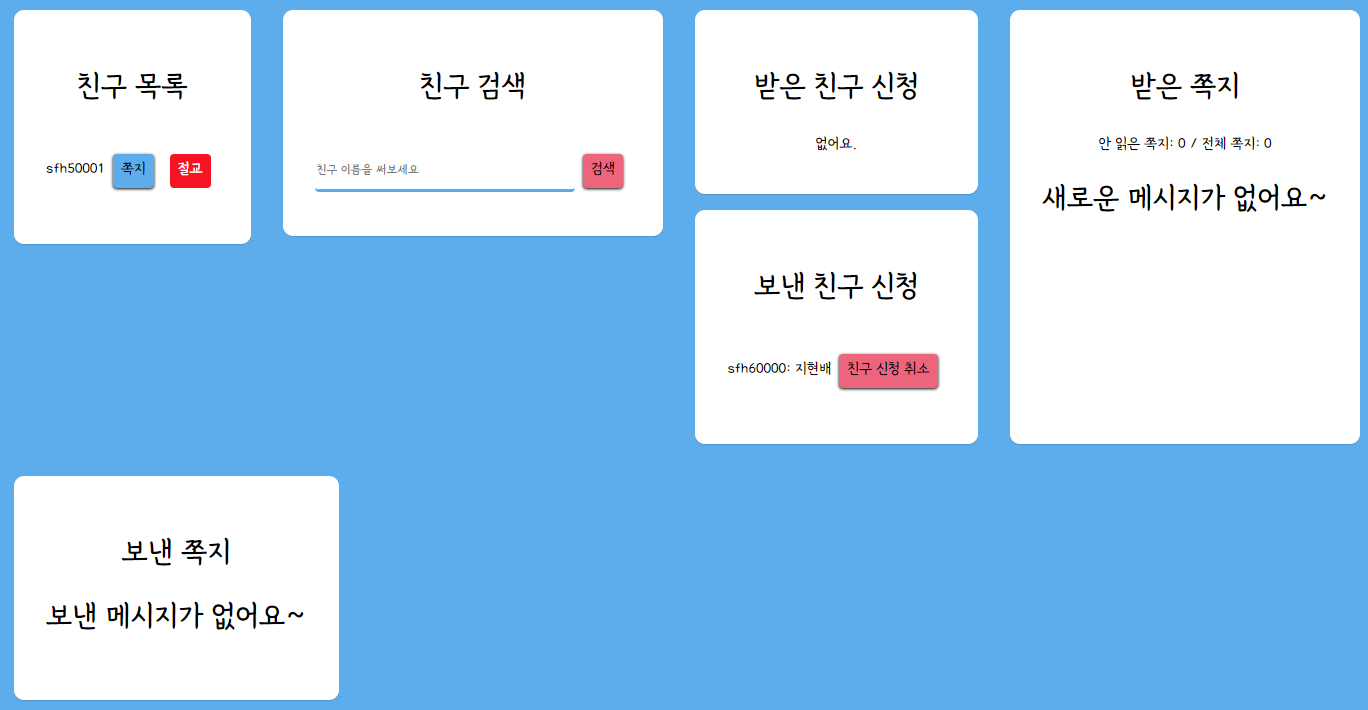 친구 목록
sfh50001 쪽지 절교
친구 검색
친구 이름을 써보세요 검색
받은 친구 신청
없어요.
보낸 친구 신청
sfh60000: 지현배 친구 신청 취소
받은 쪽지
안 읽은 쪽지: 0 / 전체 쪽지: 0
새로운 메시지가 없어요~
보낸 쪽지
보낸 메시지가 없어요~